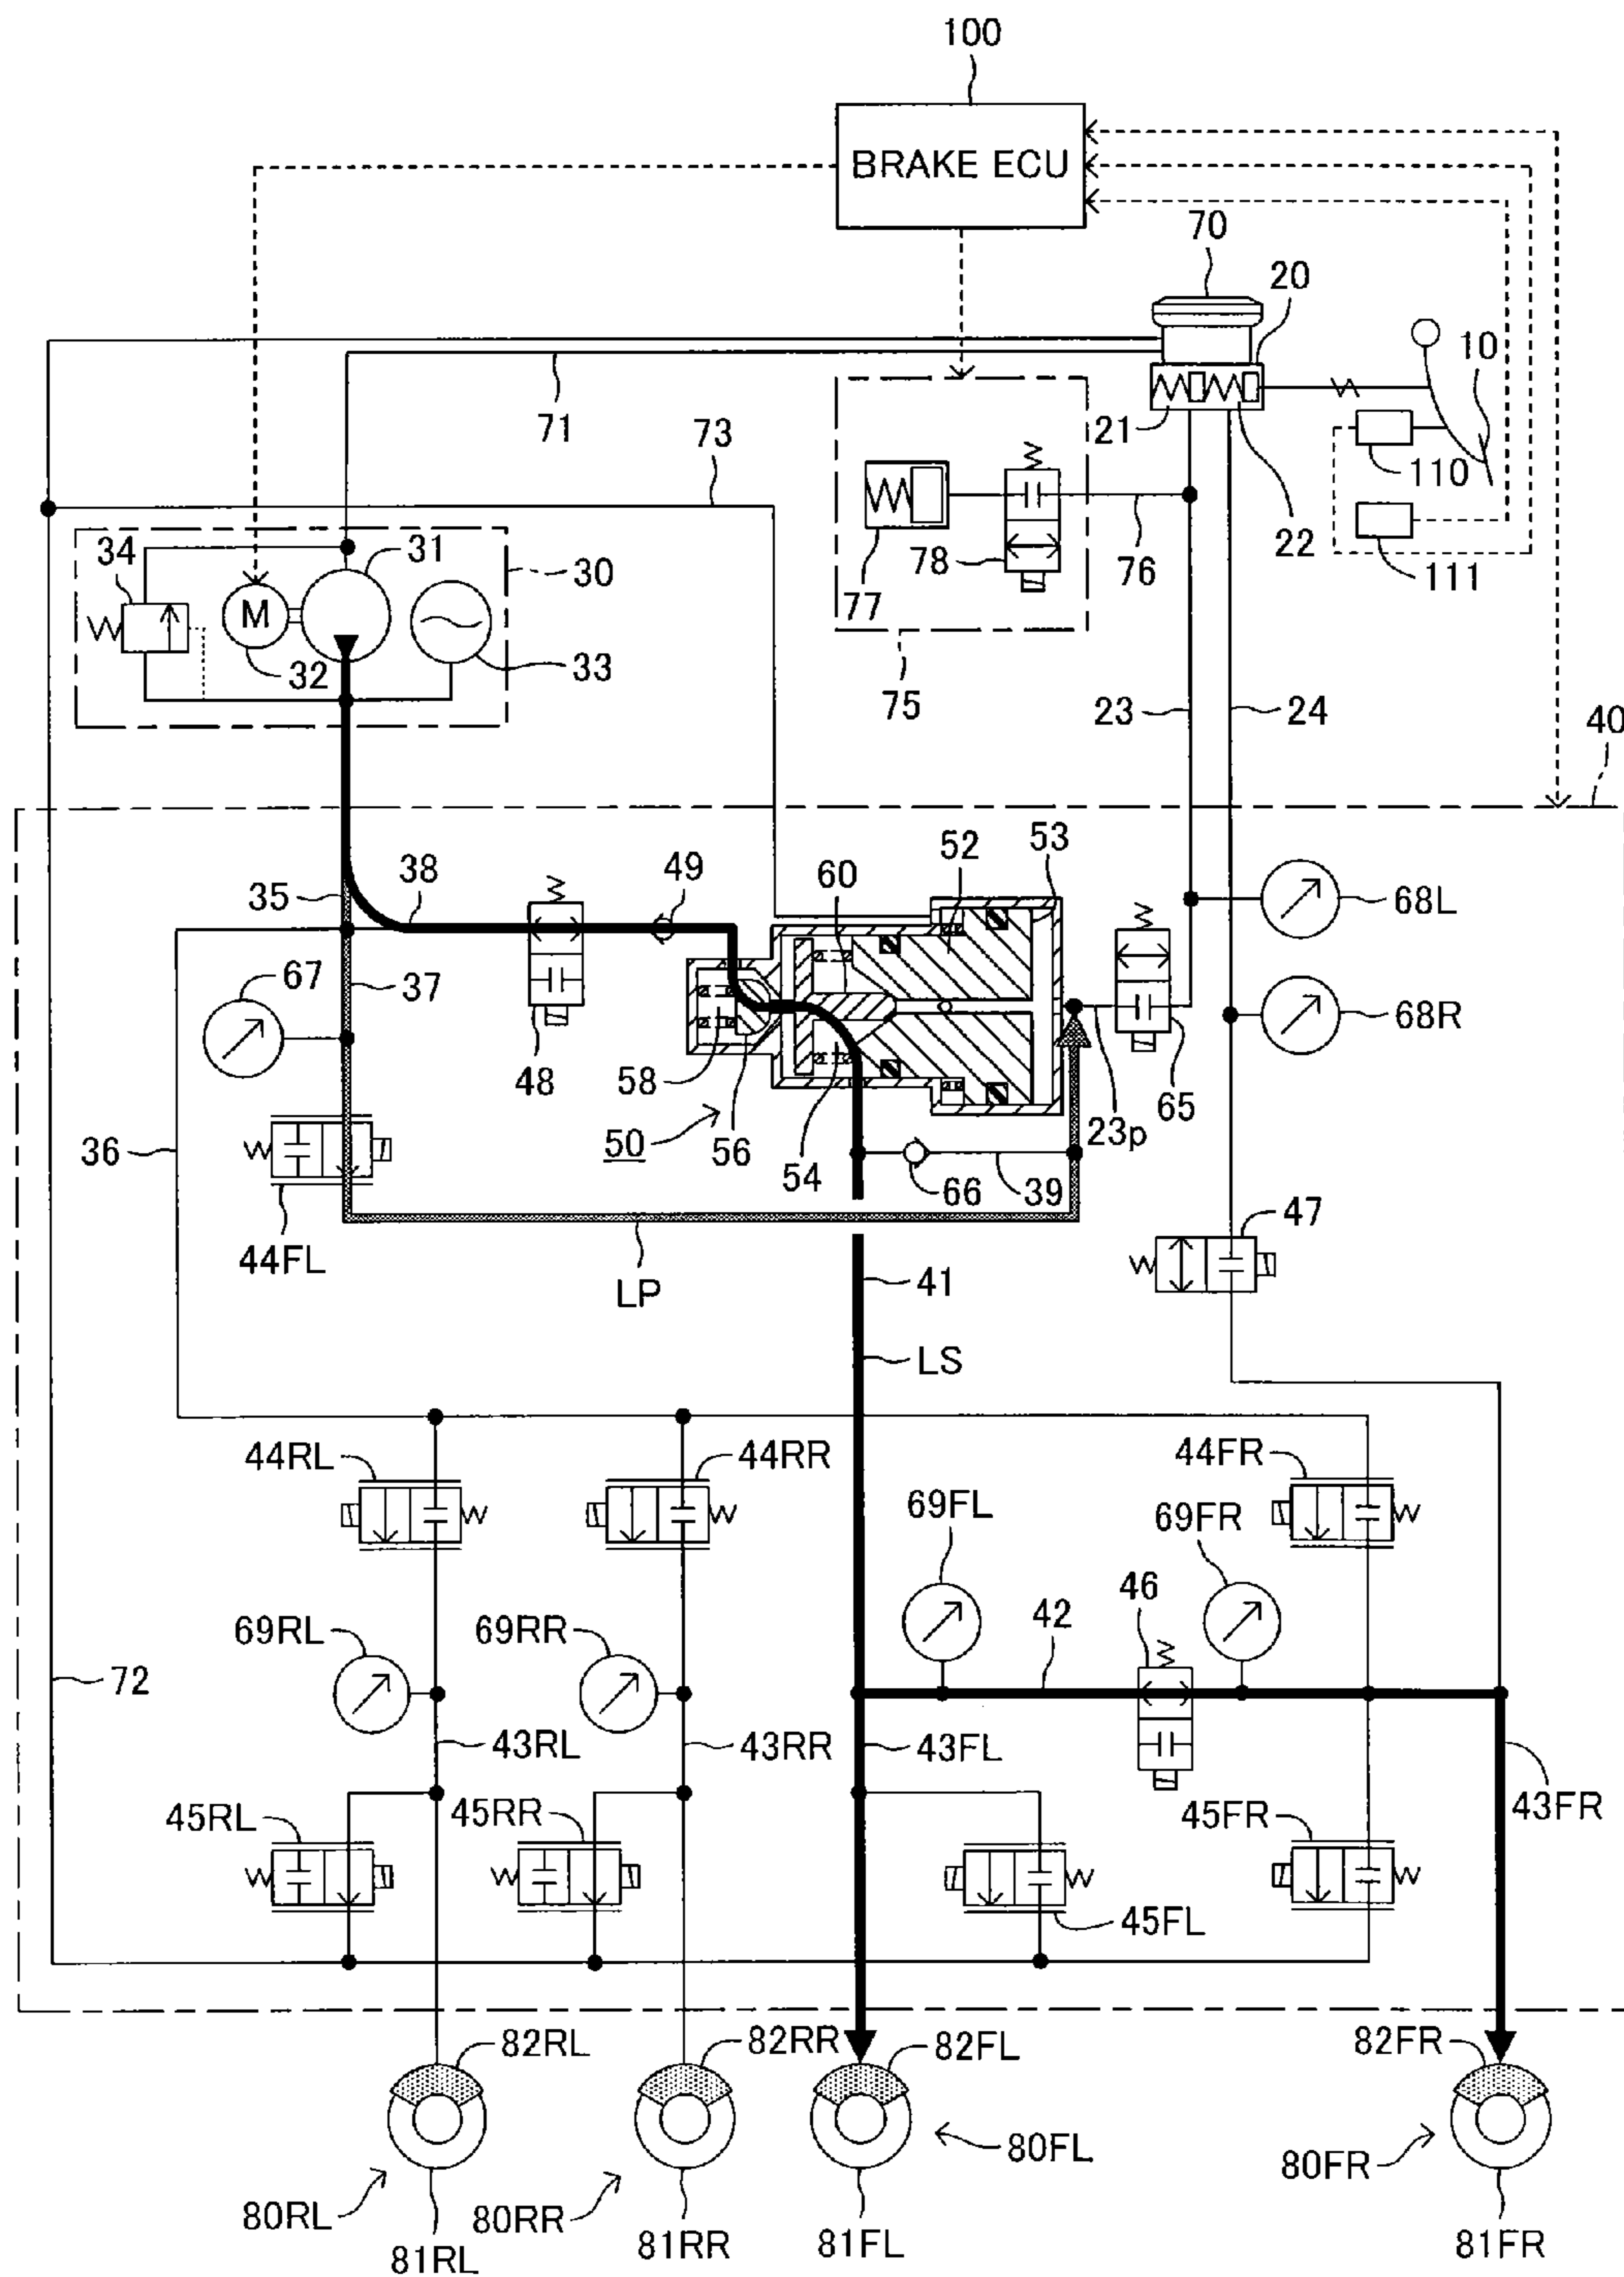 100
BRAKE ECU
70
20
10
71
73
21
110
34
31
30
78
76
22
111
M
77
32
33
75
23
24
40
52
53
38
49
60
35
68L
67
37
68R
48
58
65
36
50
56
23p
54
66
39
47
44FL
LP
41
LS
44RL
44RR
44FR
69FL
69FR
46
69RL
69RR
42
72
43RL
43RR
43FL
45RL
45RR
45FR
43FR
45FL
82RL
82RR
82FL
82FR
80FL
80FR
80RL
80RR
81RL
81RR
81FL
81FR